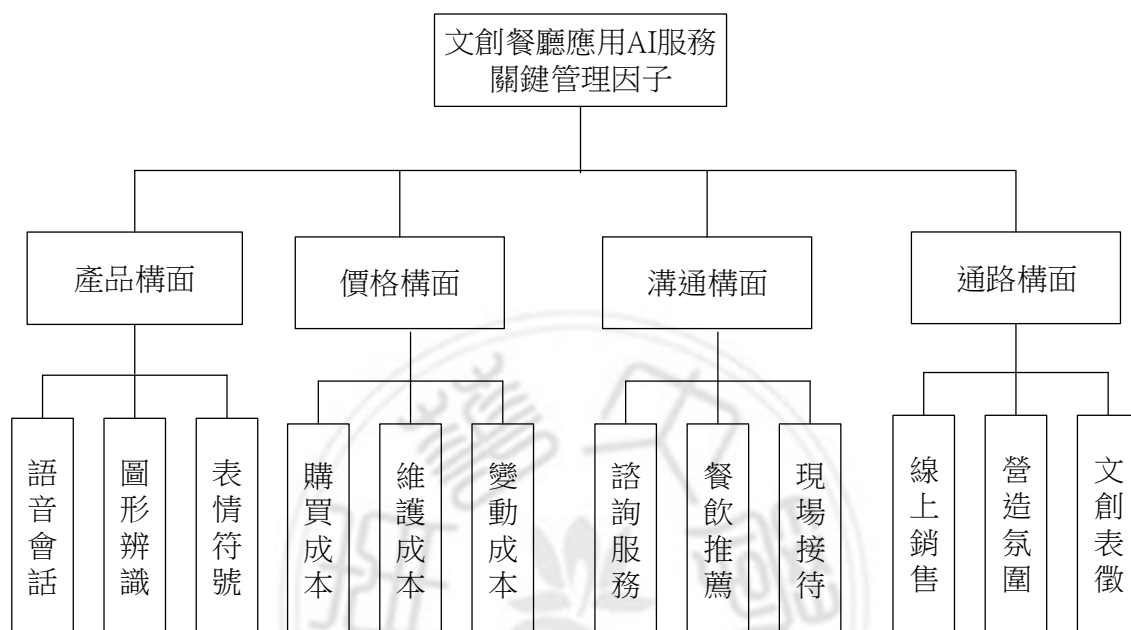 文創餐廳應用AI服務
關鍵管理因子
產品構面
價格構面
溝通構面
通路構面
語音會話
圖形辨識
表情符號
購買成本
維護成本
變動成本
諮詢服務
餐飲推薦
現場接待
線上銷售
營造氛圍
文創表徵